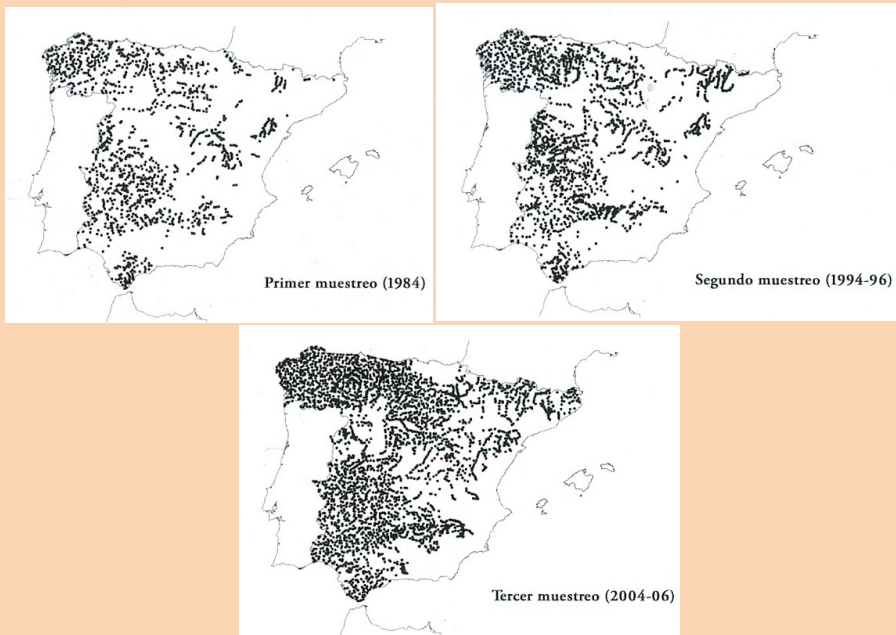 Primer muestreo (1984)
Segundo muestreo (1994-96)
Tercer muestreo (2004-06)